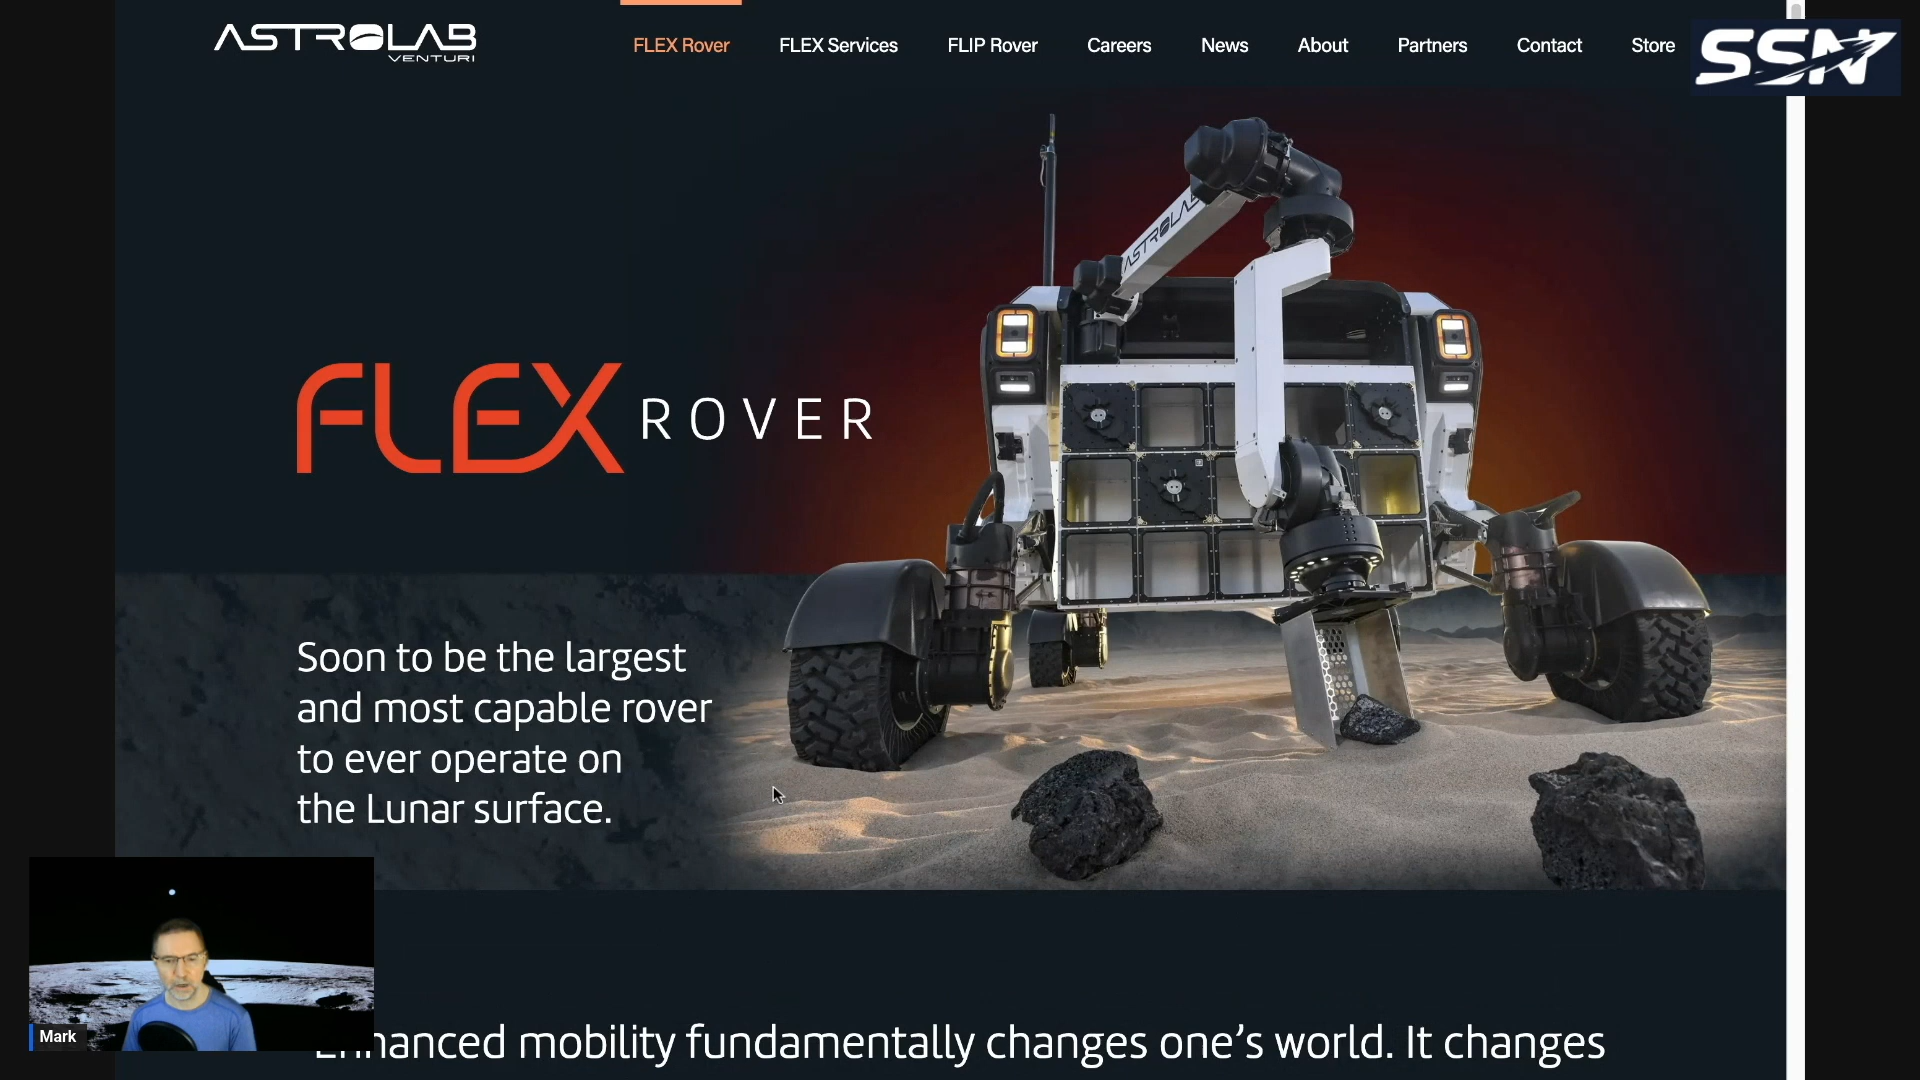 ASTROLAB
VENTURI
FLEX Rover
FLEX Services
FLIP Rover
Careers
News
About
Partners
Contact
Store
SSN
ASTROLAB
FLEX ROVER
Soon to be the largest
and most capable rover
to ever operate on
the Lunar surface.
Mark
Enhanced mobility fundamentally changes one’s world. It changes